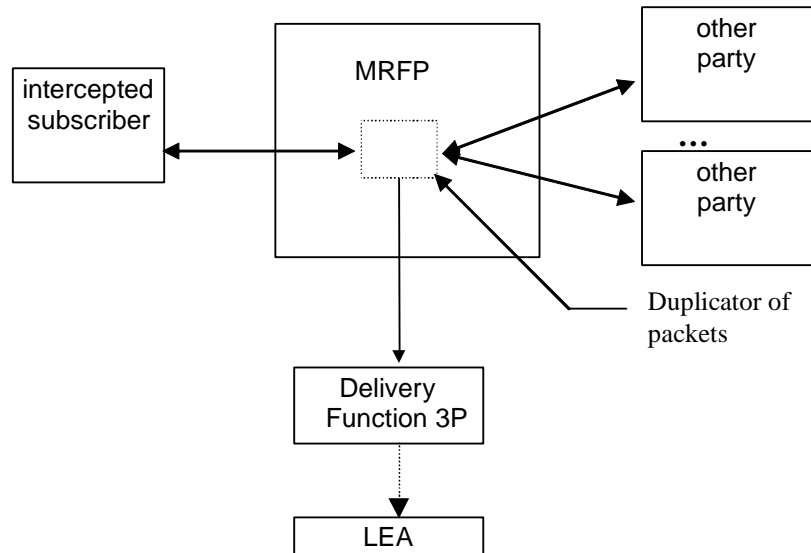 other
party
MRFP
intercepted
subscriber
...
other
party
Duplicator of
packets
Delivery
Function 3P
LEA